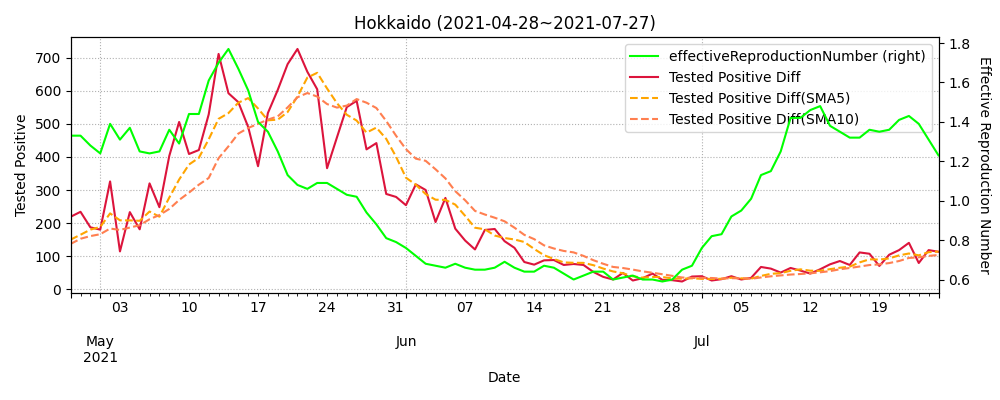 Hokkaido (2021-04-28~2021-07-27)
effectiveReproductionNumber (right)
Tested Positive Diff
Tested Positive Diff(SMA5)
Tested Positive Diff(SMA10)
Tested Positive
700
600
500
400
300
200
100
0
1.8
1.6
1.4
1.2
1.0
0.8
0.6
Effective Reproduction Number
03 10 17 24 31 07 14 21 28 05 12 19
May Jun Jul
2021
Date